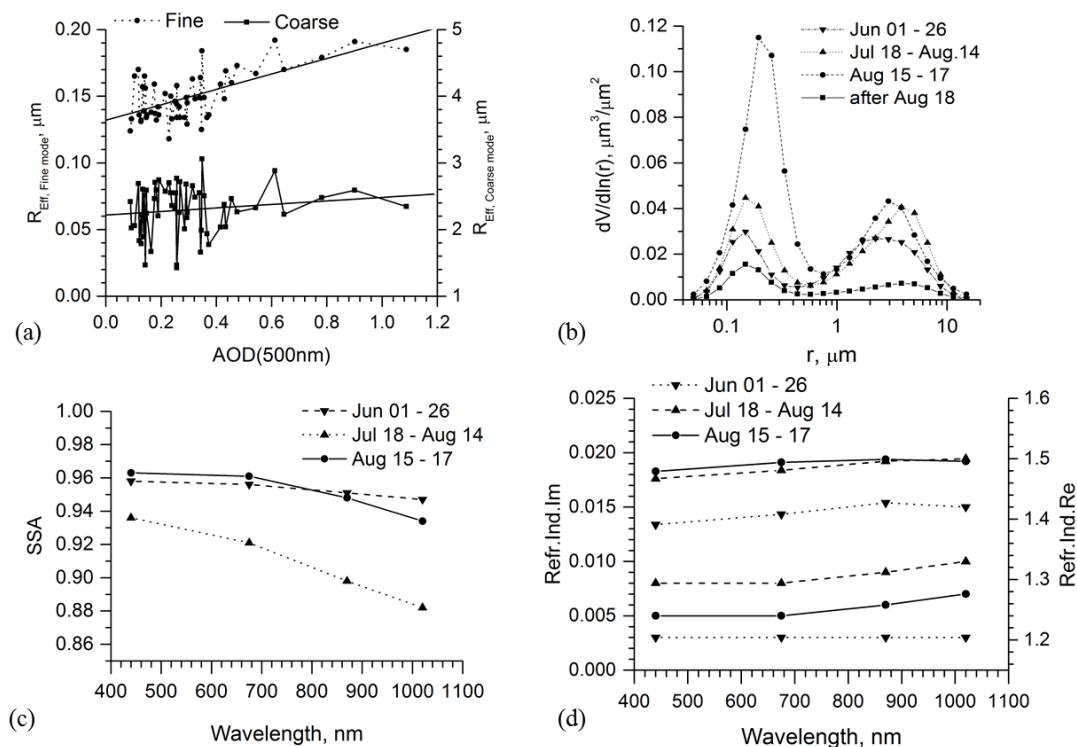 Fine Coarse
0.20 5
0.15 4
0.10 3
0.05 2
0.00 1
R_Eff, Fine mode, μm
R_Eff, Coarse mode, μm
0.0 0.2 0.4 0.6 0.8 1.0 1.2
AOD(500nm)
(a)
Jun 01 - 26
Jul 18 - Aug.14
Aug 15 - 17
after Aug 18
0.12
0.10
0.08
0.06
0.04
0.02
0.00
dV/dln(r), μm³/μm²
0.1 1 10
r, μm
(b)
Jun 01 - 26
Jul 18 - Aug 14
Aug 15 - 17
1.00
0.98
0.96
0.94
0.92
0.90
0.88
0.86
SSA
400 500 600 700 800 900 1000 1100
Wavelength, nm
(c)
Jun 01 - 26
Jul 18 - Aug 14
Aug 15 - 17
0.025 1.6
0.020 1.5
0.015 1.4
0.010 1.3
0.005 1.2
0.000
Refr.Ind.Im
Refr.Ind.Re
400 500 600 700 800 900 1000 1100
Wavelength, nm
(d)